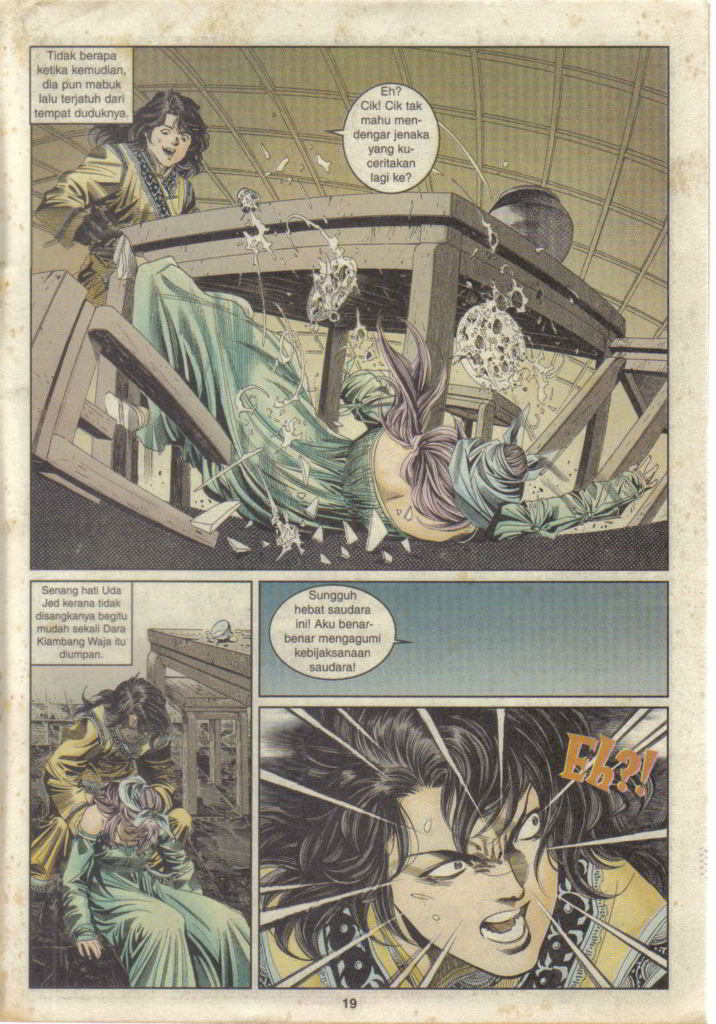 Tidak berapa
ketika kemudian,
dia pun mabuk
lalu terjatuh dari
tempat duduknya.
Eh?
Cik! Cik tak
mahu men-
dengar jenaka
yang ku-
ceritakan
lagi ke?
Senang hati Uda
Jed kerana tidak
disangkanya begitu
mudah sekali Dara
Kiambang Waja itu
diumpan.
Sungguh
hebat saudara
ini! Aku benar-
benar mengagumi
kebijaksanaan
saudara!
Eh?!
19